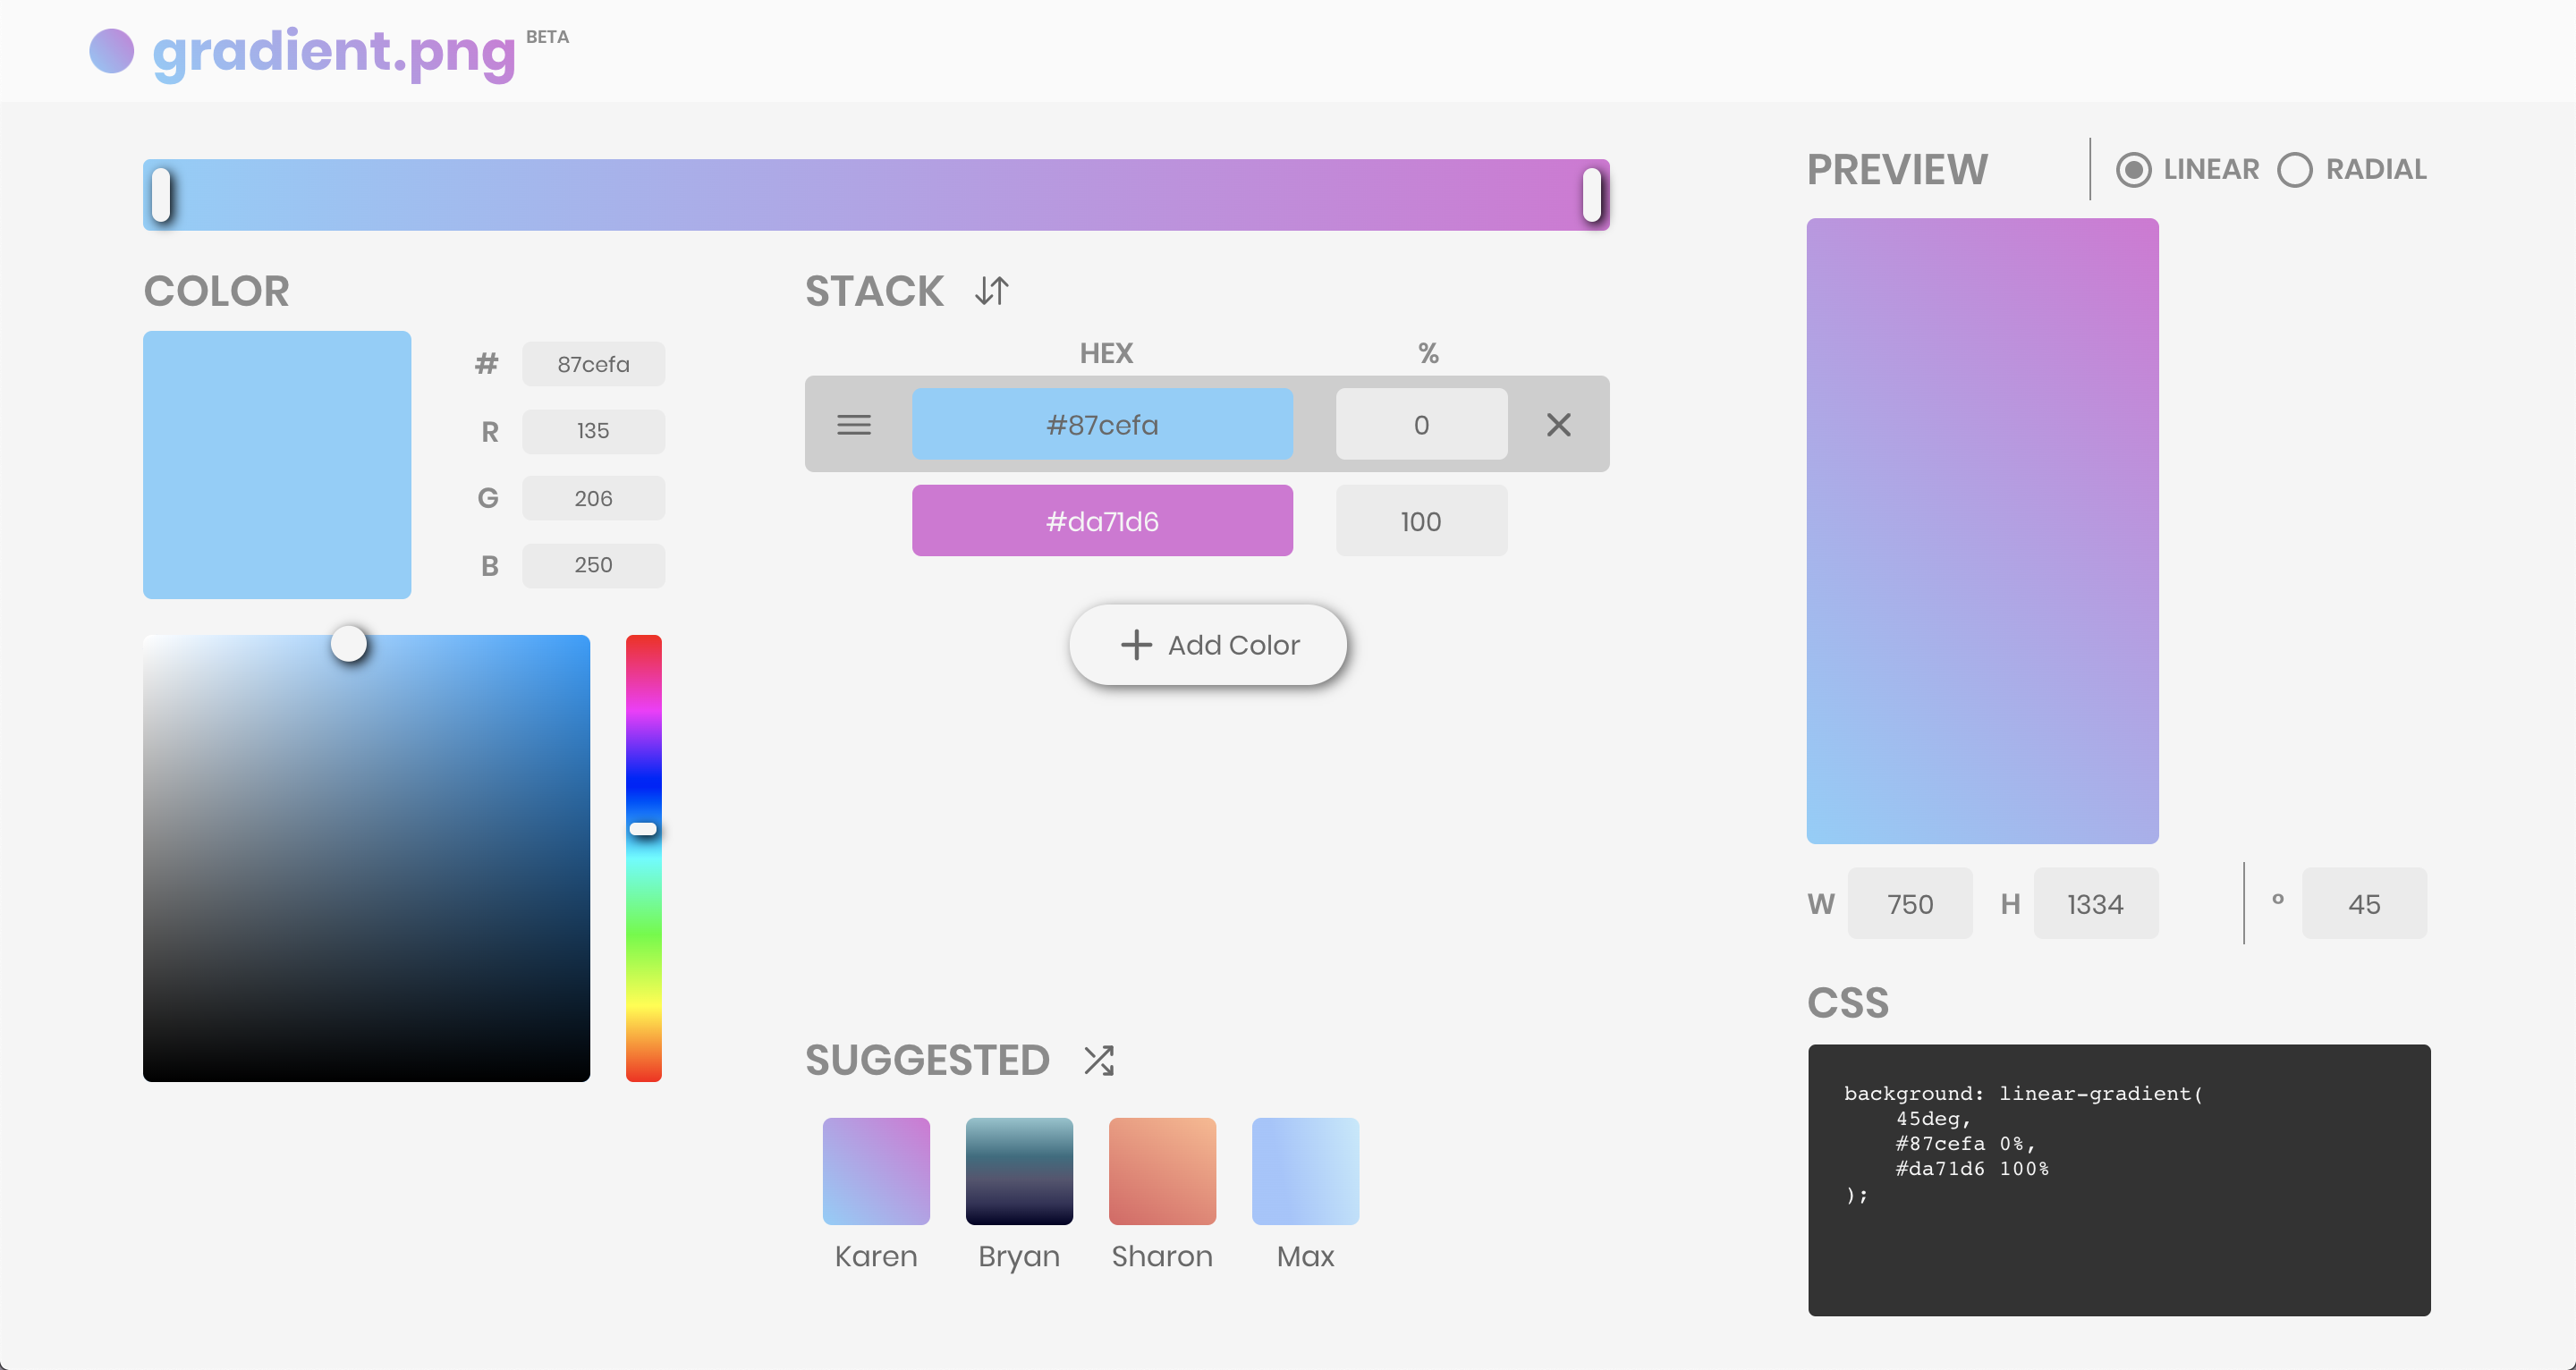 gradient.png BETA
COLOR
# 87cefa
R 135
G 206
B 250
STACK
HEX %
#87cefa 0
#da71d6 100
Add Color
SUGGESTED
Karen Bryan Sharon Max
PREVIEW LINEAR RADIAL
W 750 H 1334 º 45
CSS
background: linear-gradient(
    45deg,
    #87cefa 0%,
    #da71d6 100%
);